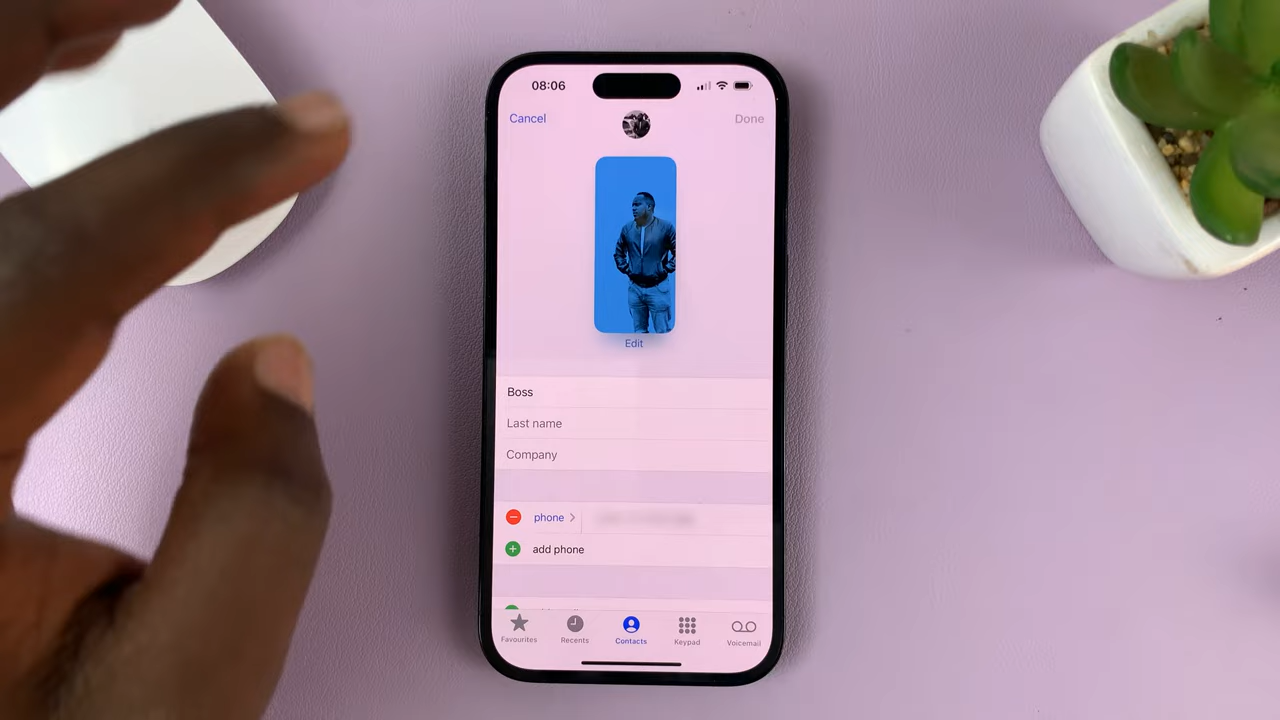 08:06
Cancel
Done
Edit
Boss
Last name
Company
phone
add phone
Favourites
Recents
Contacts
Keypad
Voicemail